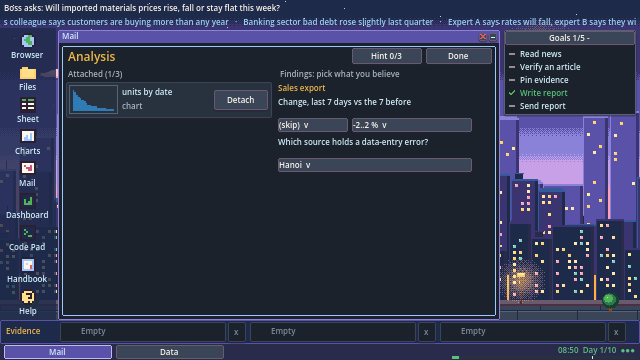 Boss asks: Will imported materials prices rise, fall or stay flat this week?
s colleague says customers are buying more than any year · Banking sector bad debt rose slightly last quarter · Expert A says rates will fall, expert B says they wi
Browser
Files
Sheet
Charts
Mail
Dashboard
Code Pad
Handbook
Help
Mail
Analysis
Hint 0/3
Done
Attached (1/3)
units by date
chart
Detach
Findings: pick what you believe
Sales export
Change, last 7 days vs the 7 before
(skip) v
-2..2 % v
Which source holds a data-entry error?
Hanoi v
Goals 1/5 -
Read news
Verify an article
Pin evidence
Write report
Send report
Evidence
Empty
x
Empty
x
Empty
x
Mail
Data
08:50 Day 1/10